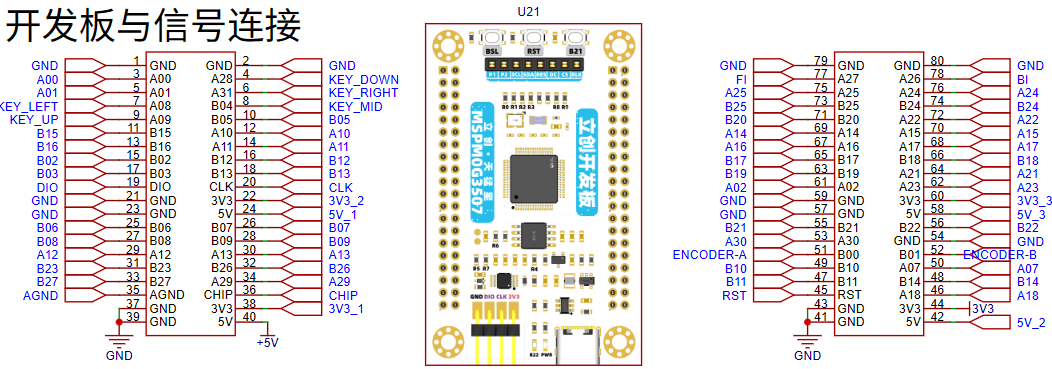 开发板与信号连接
GND 1 GND GND 2 GND
A00 3 A00 A28 4 KEY_DOWN
A01 5 A01 A31 6 KEY_RIGHT
KEY_LEFT 7 A08 B04 8 KEY_MID
KEY_UP 9 A09 B05 10 B05
B15 11 B15 A10 12 A10
B16 13 B16 A11 14 A11
B02 15 B02 B12 16 B12
B03 17 B03 B13 18 B13
DIO 19 DIO CLK 20 CLK
GND 21 GND 3V3 22 3V3_2
GND 23 GND 5V 24 5V_1
B06 25 B06 B07 26 B07
B08 27 B08 B09 28 B09
A12 29 A12 A13 30 A13
B23 31 B23 B26 32 B26
B27 33 B27 A29 34 A29
AGND 35 AGND CHIP 36 CHIP
37 GND 3V3 38 3V3_1
39 GND 5V 40
GND +5V
U21
BSL RST B21
P1 P2 SCL SDA RES DC CS BLK
R0 R1 R2 R3 R8 R9
立创·天猛星
MSPM0G3507
立创开发板
R6
R5 R7 R4
GND DIO CLK 3V3
B22 PWR
GND 79 GND GND 80 GND
FI 77 A27 A26 78 BI
A25 75 A25 A24 76 A24
B25 73 B25 B24 74 B24
B20 71 B20 A22 72 A22
A14 69 A14 A15 70 A15
A16 67 A16 A17 68 A17
B17 65 B17 B18 66 B18
B19 63 B19 A21 64 A21
A02 61 A02 A23 62 A23
GND 59 GND 3V3 60 3V3_3
GND 57 GND 5V 58 5V_3
B21 55 B21 B22 56 B22
A30 53 A30 GND 54 GND
ENCODER-A 51 B00 B01 52 ENCODER-B
B10 49 B10 A07 50 A07
B11 47 B11 B14 48 B14
RST 45 RST A18 46 A18
43 GND 3V3 44 3V3
41 GND 5V 42 5V_2
GND